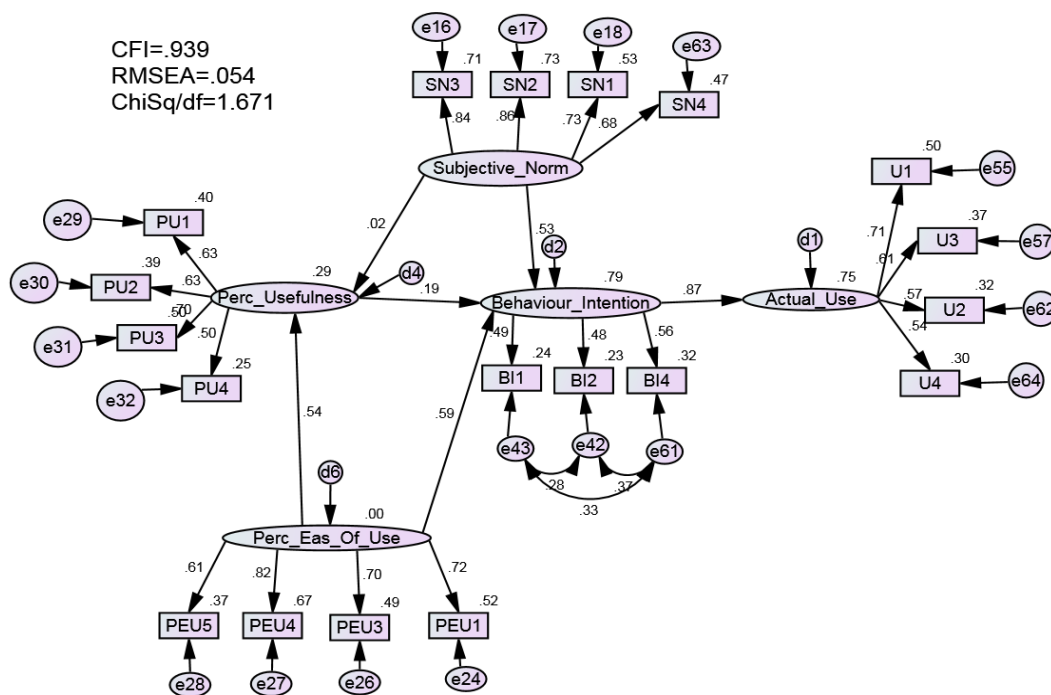 CFI=.939
RMSEA=.054
ChiSq/df=1.671
e16
e17
e18
e63
.71
.73
.53
.47
SN3
SN2
SN1
SN4
.84
.86
.73
.68
Subjective_Norm
.02
.53
e29
.40
PU1
.63
e30
.39
PU2
.63
e31
.50
PU3
.70
e32
.25
PU4
.50
.29
Perc_Usefulness
d4
.19
d2
.79
Behaviour_Intention
.87
d1
.75
Actual_Use
.50
U1
e55
.71
.37
U3
e57
.61
.32
U2
e62
.57
.30
U4
e64
.54
.49
.48
.56
.24
.23
.32
BI1
BI2
BI4
e43
e42
e61
.28
.37
.33
.54
.59
d6
.00
Perc_Eas_Of_Use
.61
.82
.70
.72
.37
.67
.49
.52
PEU5
PEU4
PEU3
PEU1
e28
e27
e26
e24